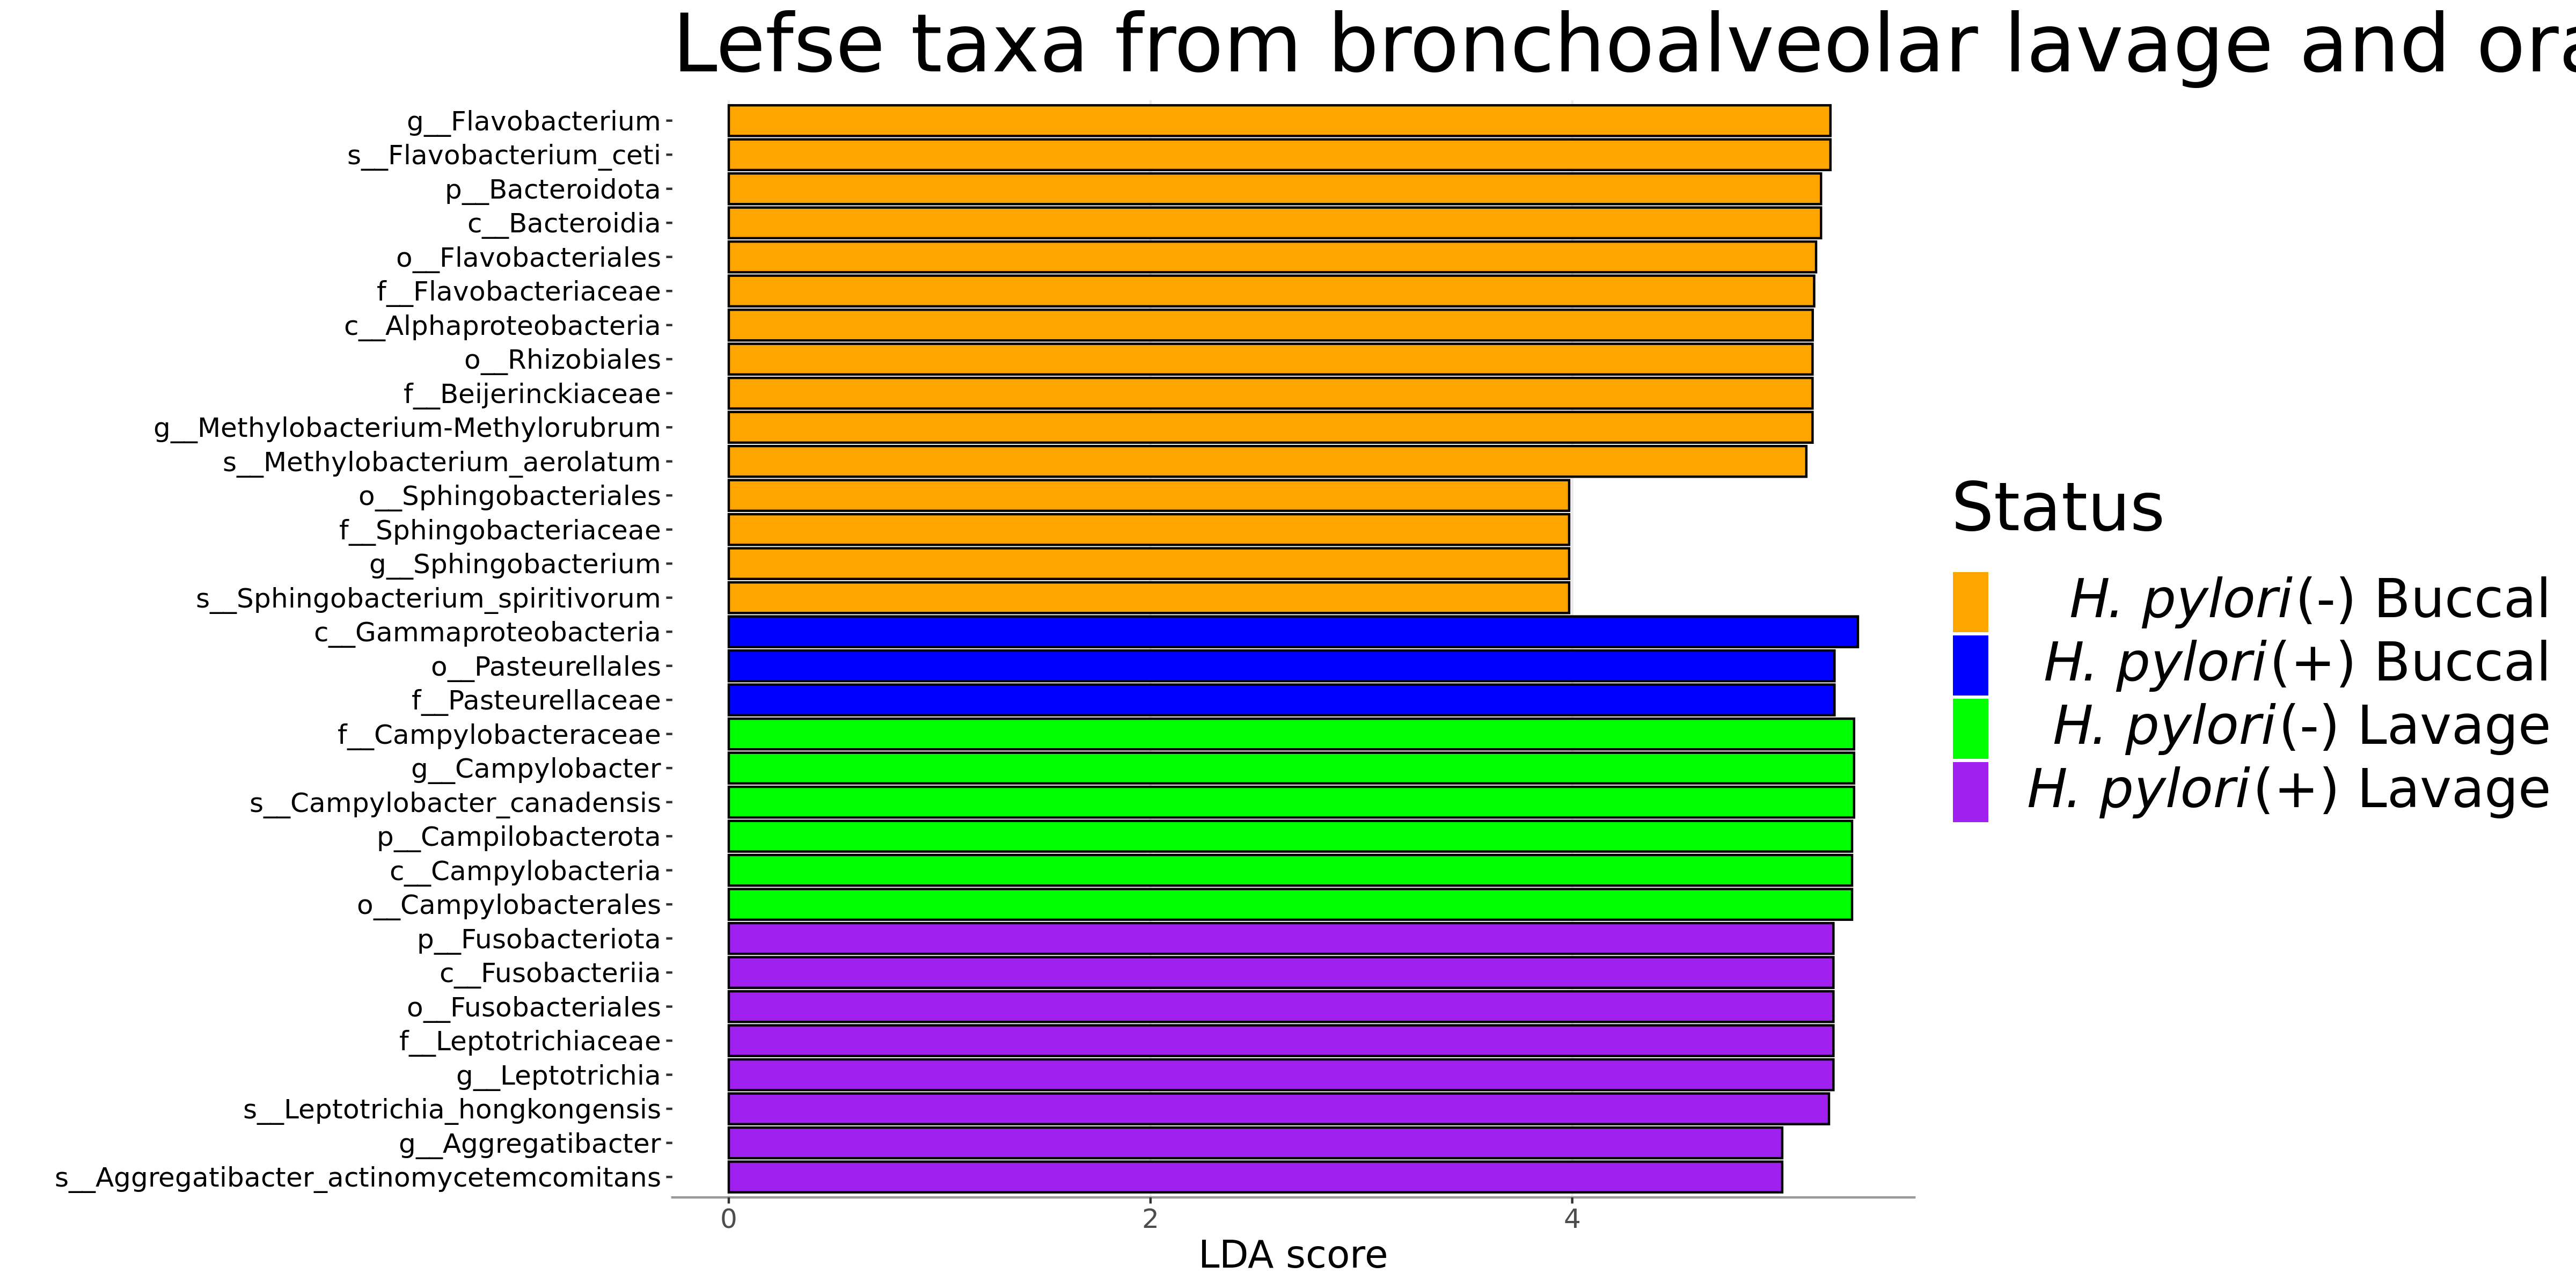 Lefse taxa from bronchoalveolar lavage and ora
g__Flavobacterium
s__Flavobacterium_ceti
p__Bacteroidota
c__Bacteroidia
o__Flavobacteriales
f__Flavobacteriaceae
c__Alphaproteobacteria
o__Rhizobiales
f__Beijerinckiaceae
g__Methylobacterium-Methylorubrum
s__Methylobacterium_aerolatum
o__Sphingobacteriales
f__Sphingobacteriaceae
g__Sphingobacterium
s__Sphingobacterium_spiritivorum
c__Gammaproteobacteria
o__Pasteurellales
f__Pasteurellaceae
f__Campylobacteraceae
g__Campylobacter
s__Campylobacter_canadensis
p__Campilobacterota
c__Campylobacteria
o__Campylobacterales
p__Fusobacteriota
c__Fusobacteriia
o__Fusobacteriales
f__Leptotrichiaceae
g__Leptotrichia
s__Leptotrichia_hongkongensis
g__Aggregatibacter
s__Aggregatibacter_actinomycetemcomitans
0 2 4
LDA score
Status
H. pylori(-) Buccal
H. pylori(+) Buccal
H. pylori(-) Lavage
H. pylori(+) Lavage